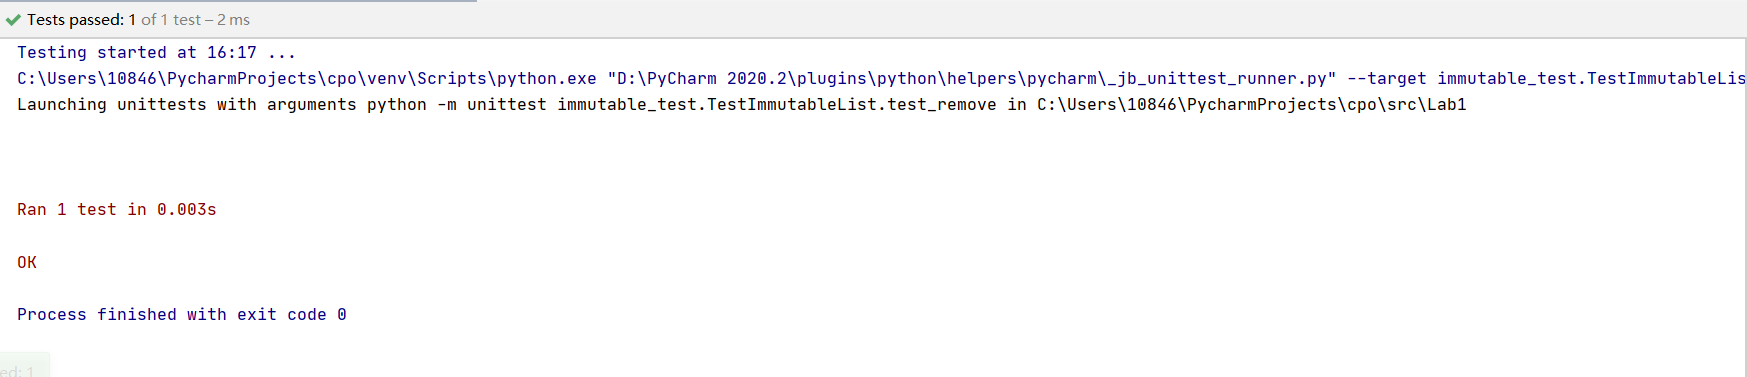 Tests passed: 1 of 1 test – 2 ms
Testing started at 16:17 ...
C:\Users\10846\PycharmProjects\cpo\venv\Scripts\python.exe "D:\PyCharm 2020.2\plugins\python\helpers\pycharm\_jb_unittest_runner.py" --target immutable_test.TestImmutableLis
Launching unittests with arguments python -m unittest immutable_test.TestImmutableList.test_remove in C:\Users\10846\PycharmProjects\cpo\src\Lab1
Ran 1 test in 0.003s
OK
Process finished with exit code 0
ed: 1